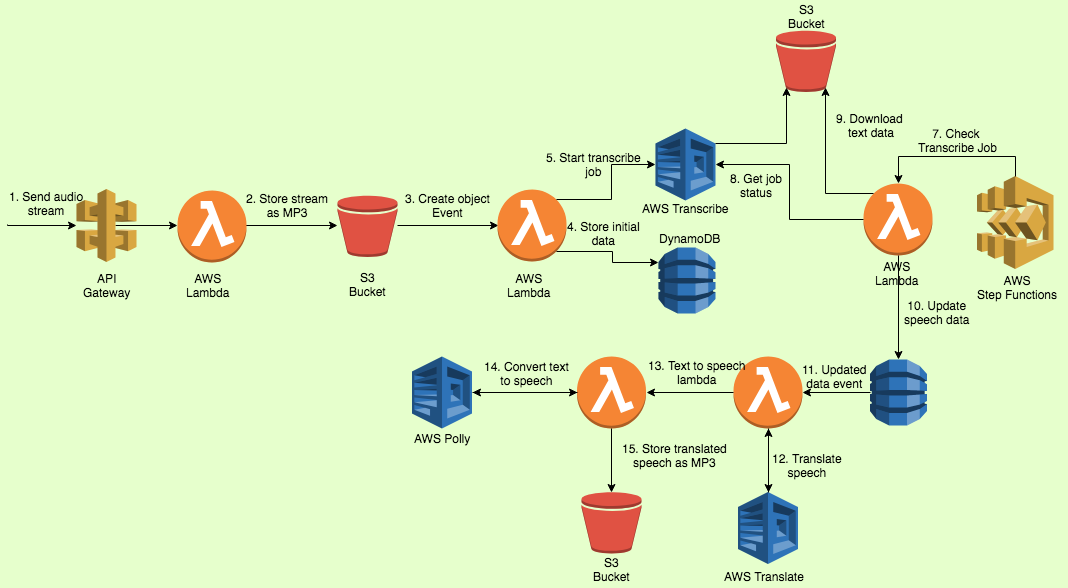 S3
Bucket
1. Send audio
stream
API
Gateway
AWS
Lambda
2. Store stream
as MP3
S3
Bucket
3. Create object
Event
AWS
Lambda
5. Start transcribe
job
4. Store initial
data
AWS Transcribe
DynamoDB
8. Get job
status
9. Download
text data
7. Check
Transcribe Job
AWS
Lambda
AWS
Step Functions
10. Update
speech data
11. Updated
data event
12. Translate
speech
AWS Translate
13. Text to speech
lambda
14. Convert text
to speech
AWS Polly
15. Store translated
speech as MP3
S3
Bucket